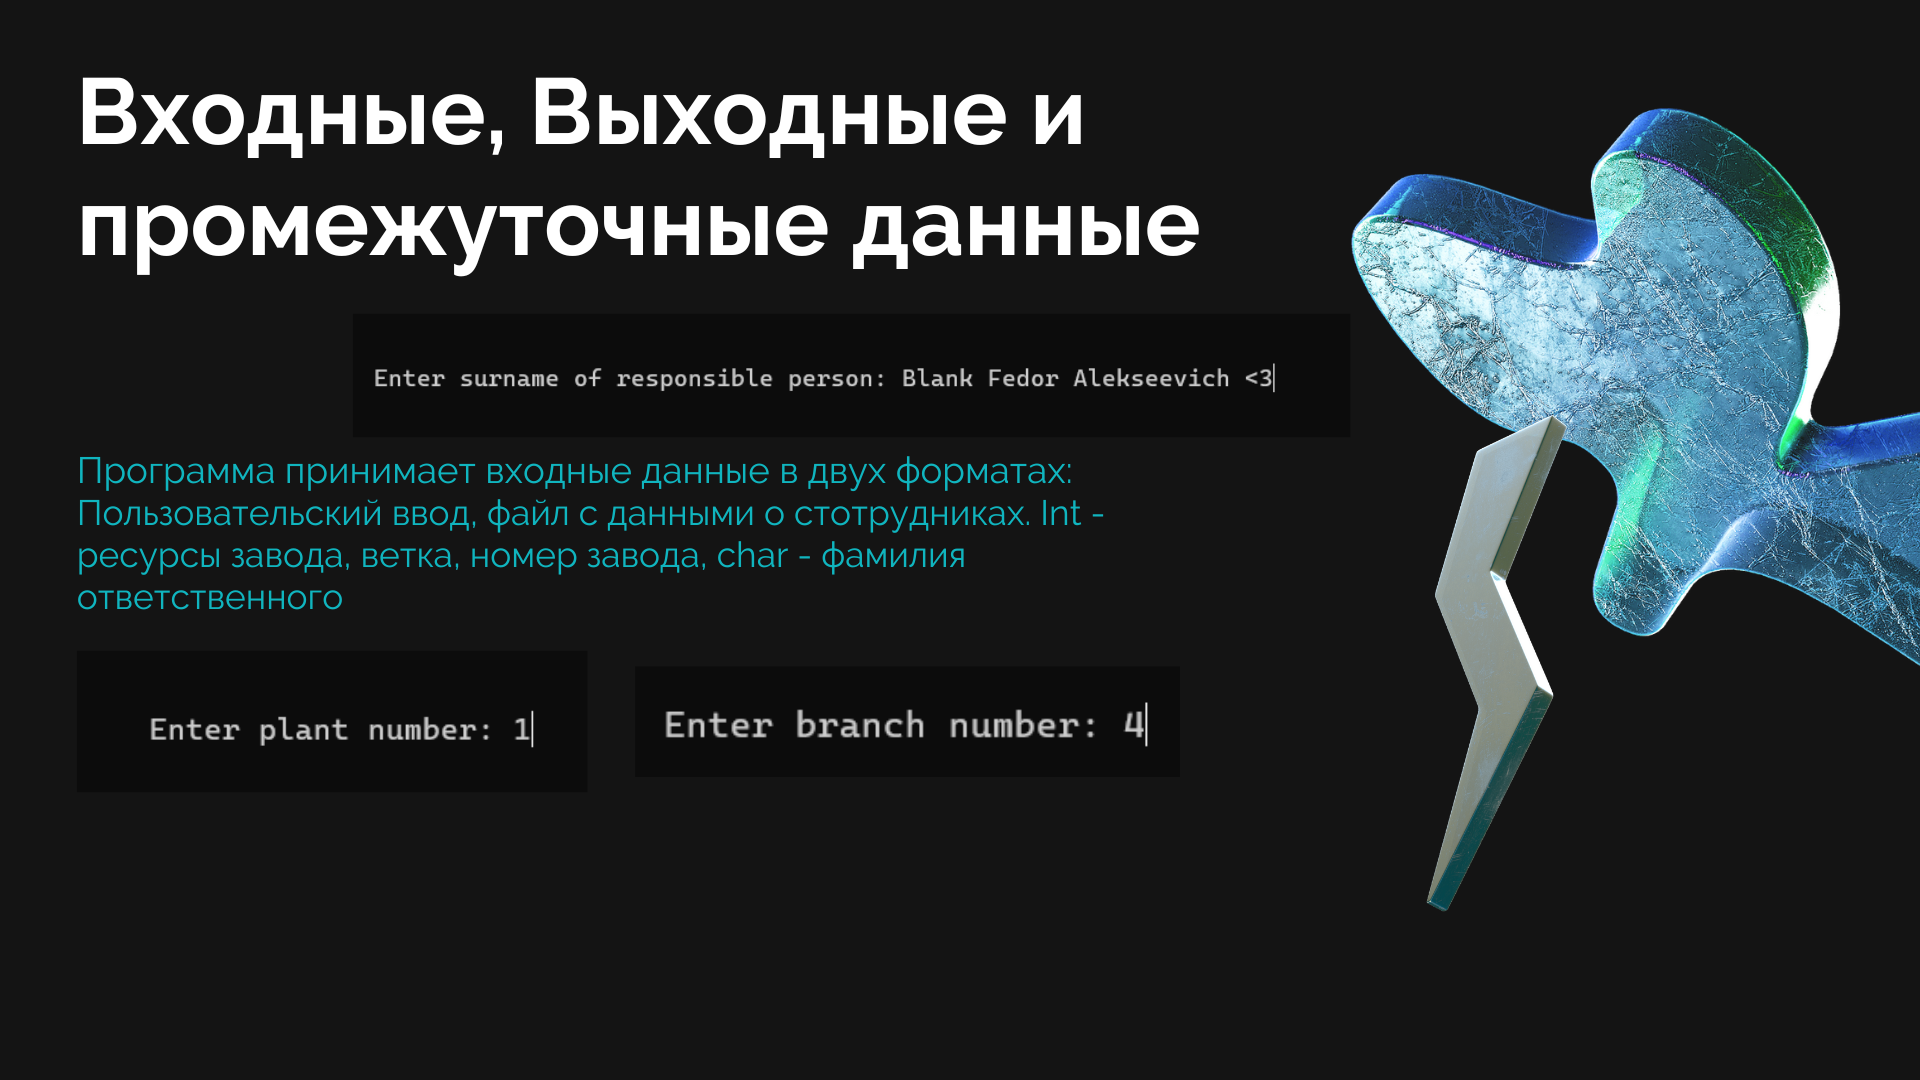 Входные, Выходные и
промежуточные данные
Enter surname of responsible person: Blank Fedor Alekseevich <3
Программа принимает входные данные в двух форматах:
Пользовательский ввод, файл с данными о стотрудниках. Int -
ресурсы завода, ветка, номер завода, char - фамилия
ответственного
Enter plant number: 1
Enter branch number: 4